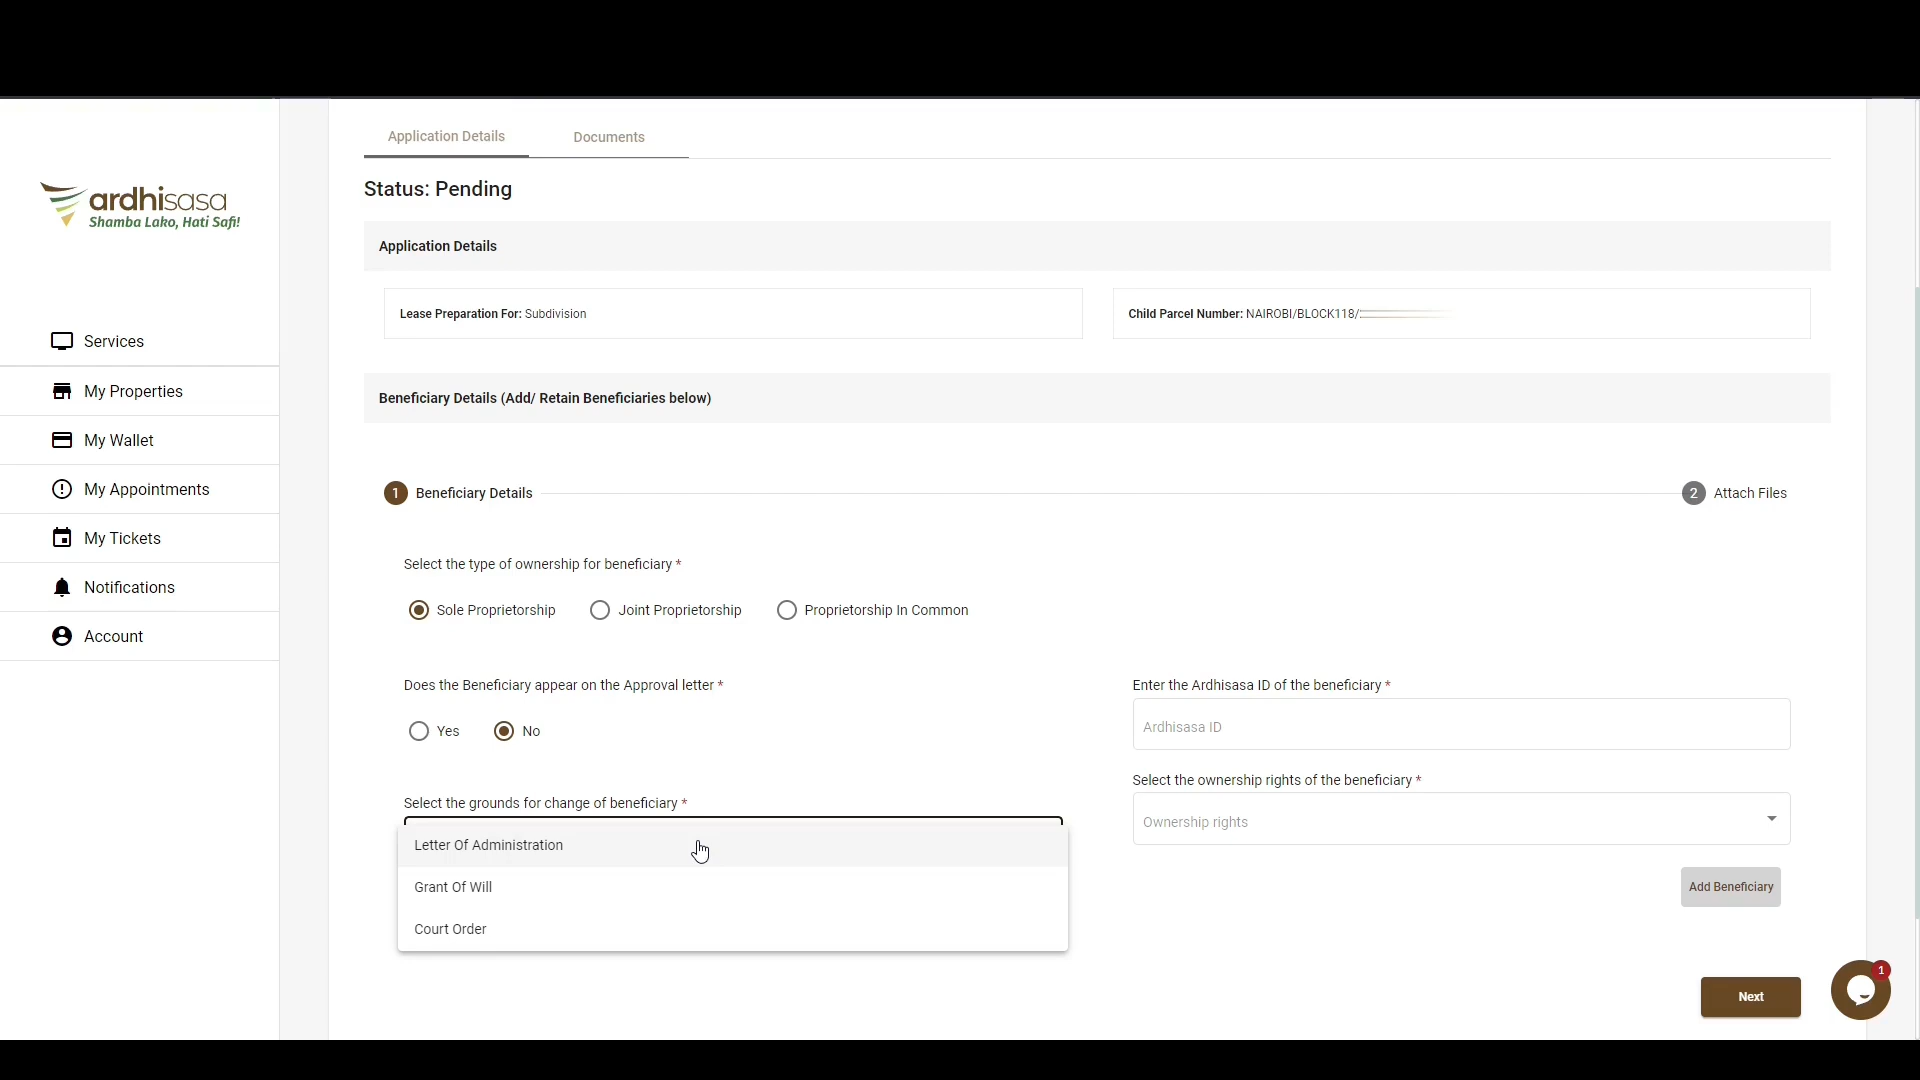 Application Details
Documents
Status: Pending
ardhisasa
Shamba Lako, Hati Safi!
Application Details
Lease Preparation For: Subdivision
Child Parcel Number: NAIROBI/BLOCK118/
Services
My Properties
My Wallet
My Appointments
My Tickets
Notifications
Account
Beneficiary Details (Add/ Retain Beneficiaries below)
1 Beneficiary Details
2 Attach Files
Select the type of ownership for beneficiary *
Sole Proprietorship
Joint Proprietorship
Proprietorship In Common
Does the Beneficiary appear on the Approval letter *
Yes
No
Enter the Ardhisasa ID of the beneficiary *
Ardhisasa ID
Select the grounds for change of beneficiary *
Letter Of Administration
Grant Of Will
Court Order
Select the ownership rights of the beneficiary *
Ownership rights
Add Beneficiary
Next
1